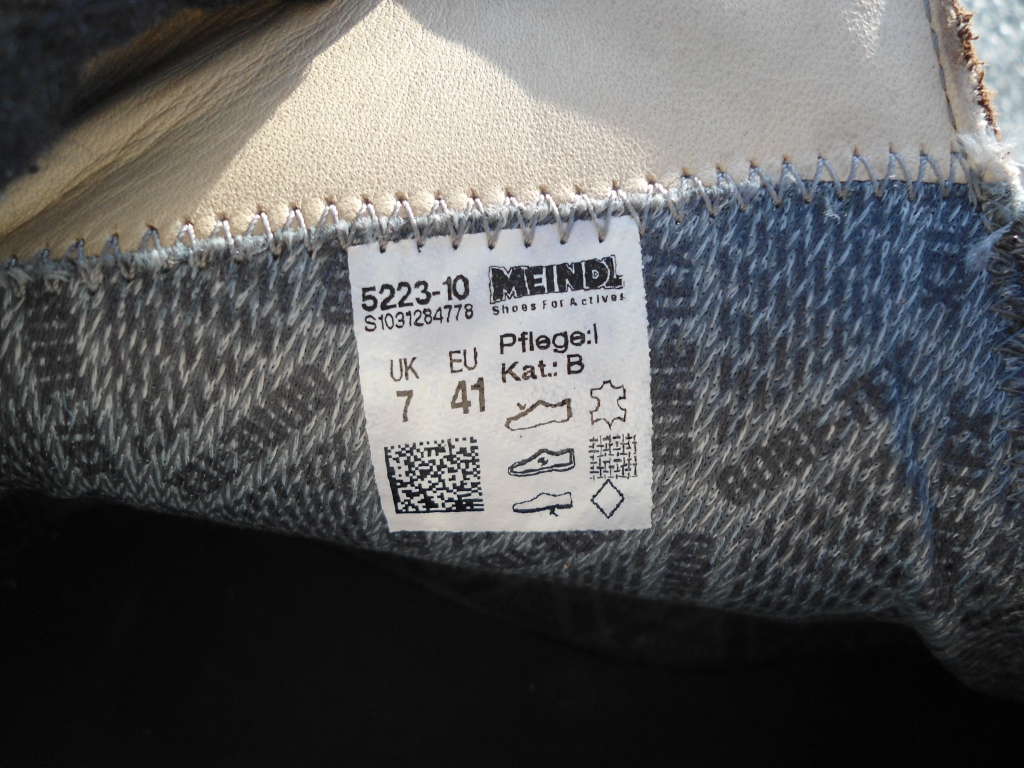 5223-10
S1031284778
MEINDL
Shoes For Actives
Pflege:I
Kat.: B
UK EU
7 41